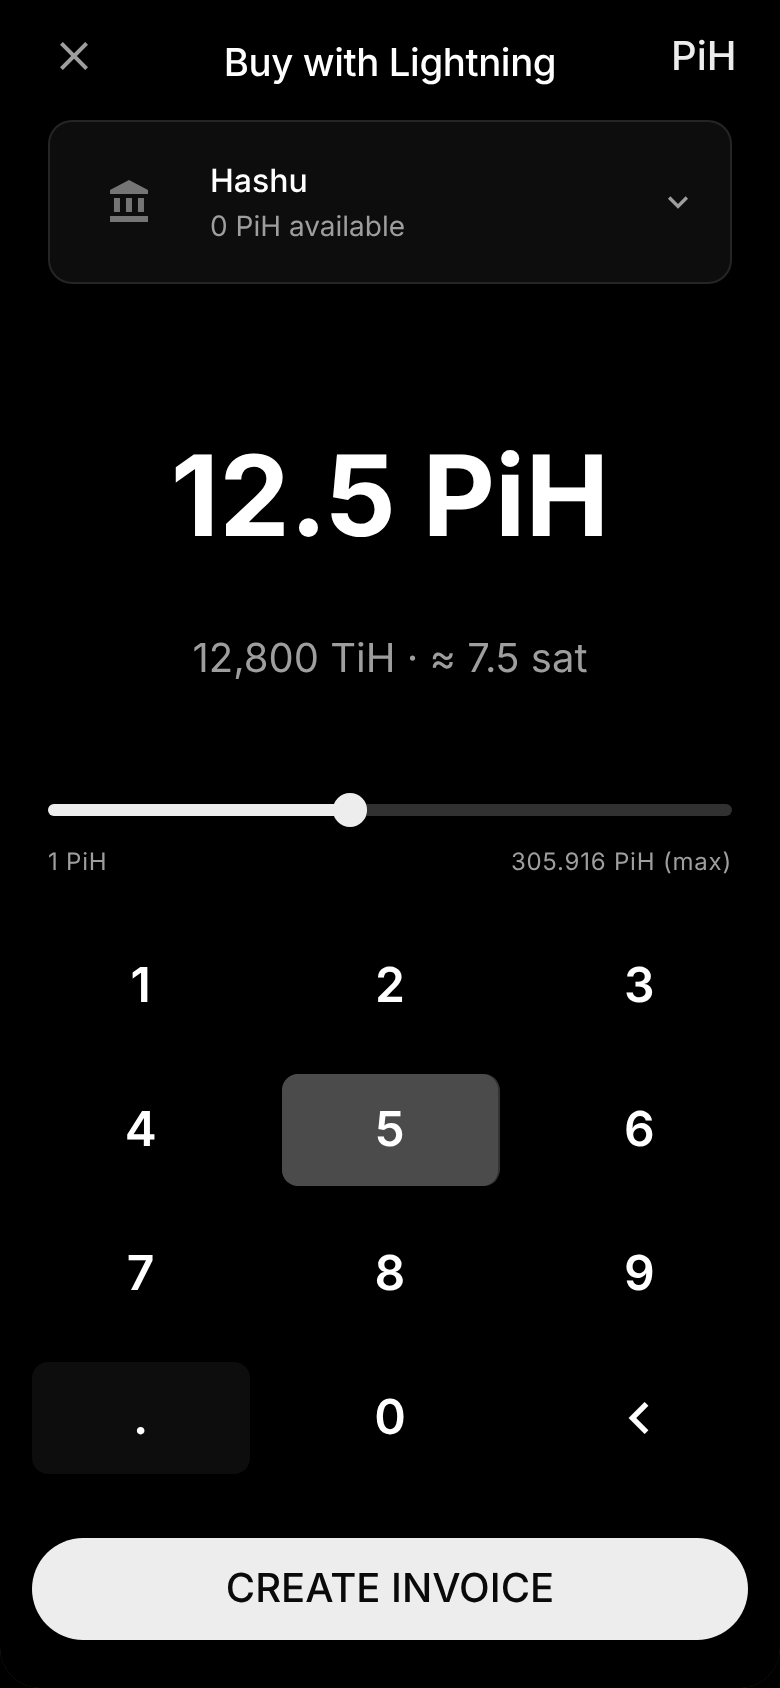 Buy with Lightning
PiH
Hashu
0 PiH available
12.5 PiH
12,800 TiH · ≈ 7.5 sat
1 PiH
305.916 PiH (max)
1 2 3
4 5 6
7 8 9
. 0
CREATE INVOICE